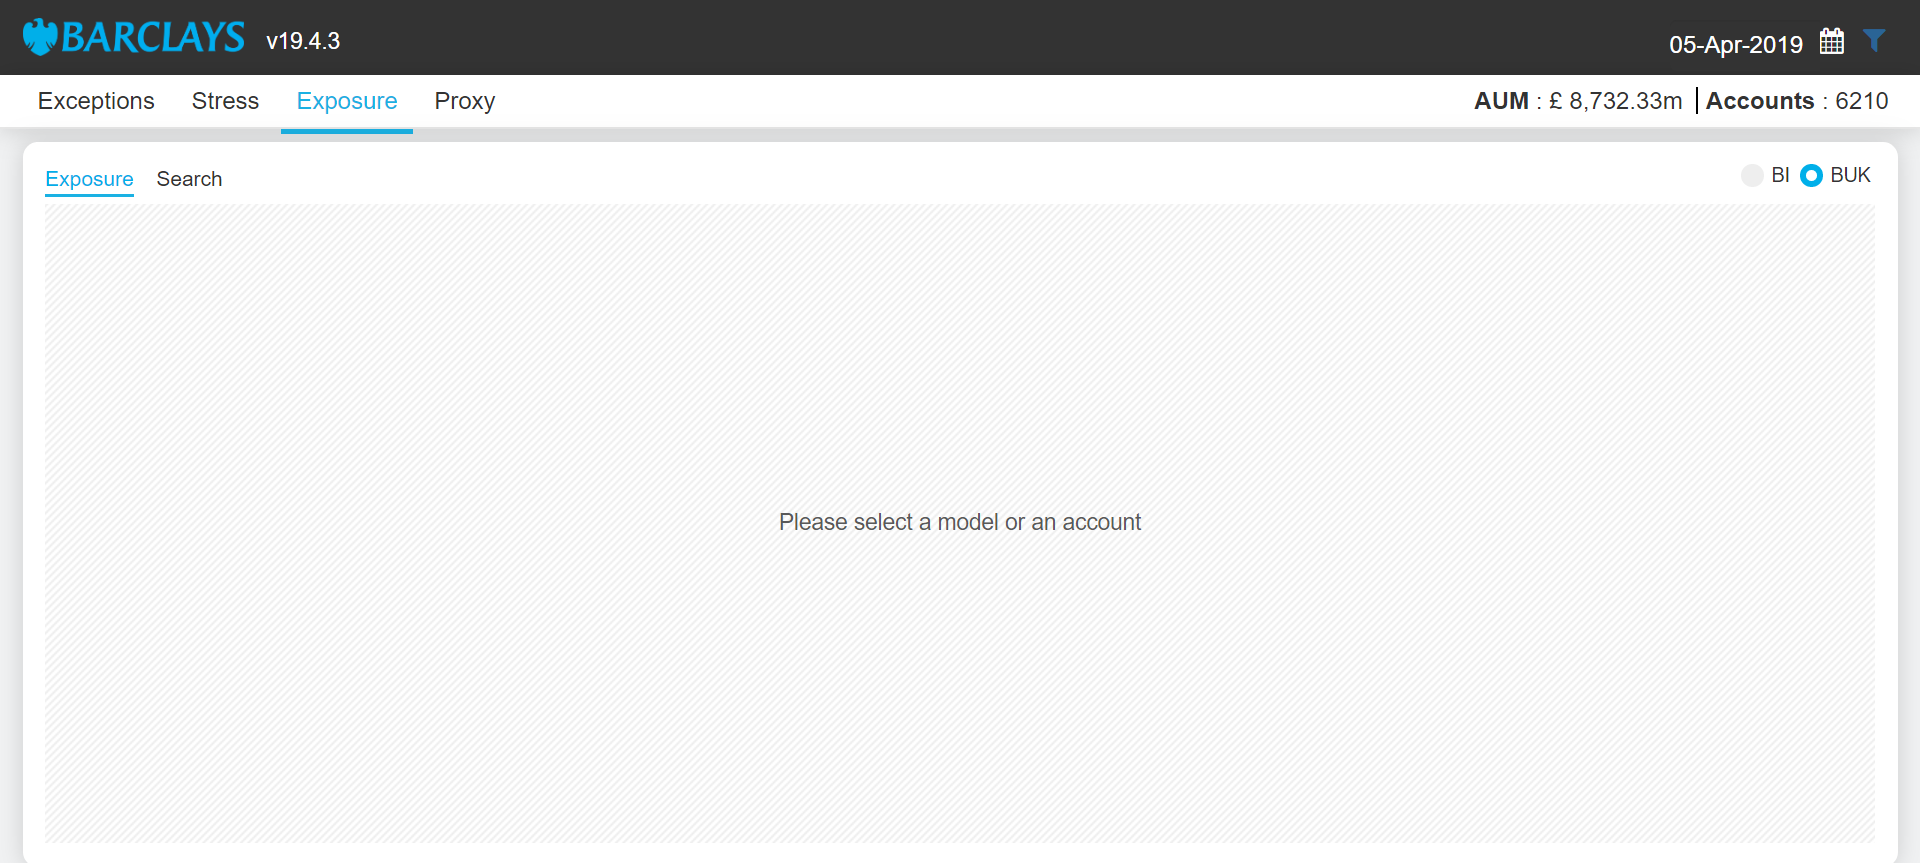 BARCLAYS v19.4.3 05-Apr-2019
Exceptions Stress Exposure Proxy AUM : £ 8,732.33m Accounts : 6210
Exposure Search BI BUK
Please select a model or an account